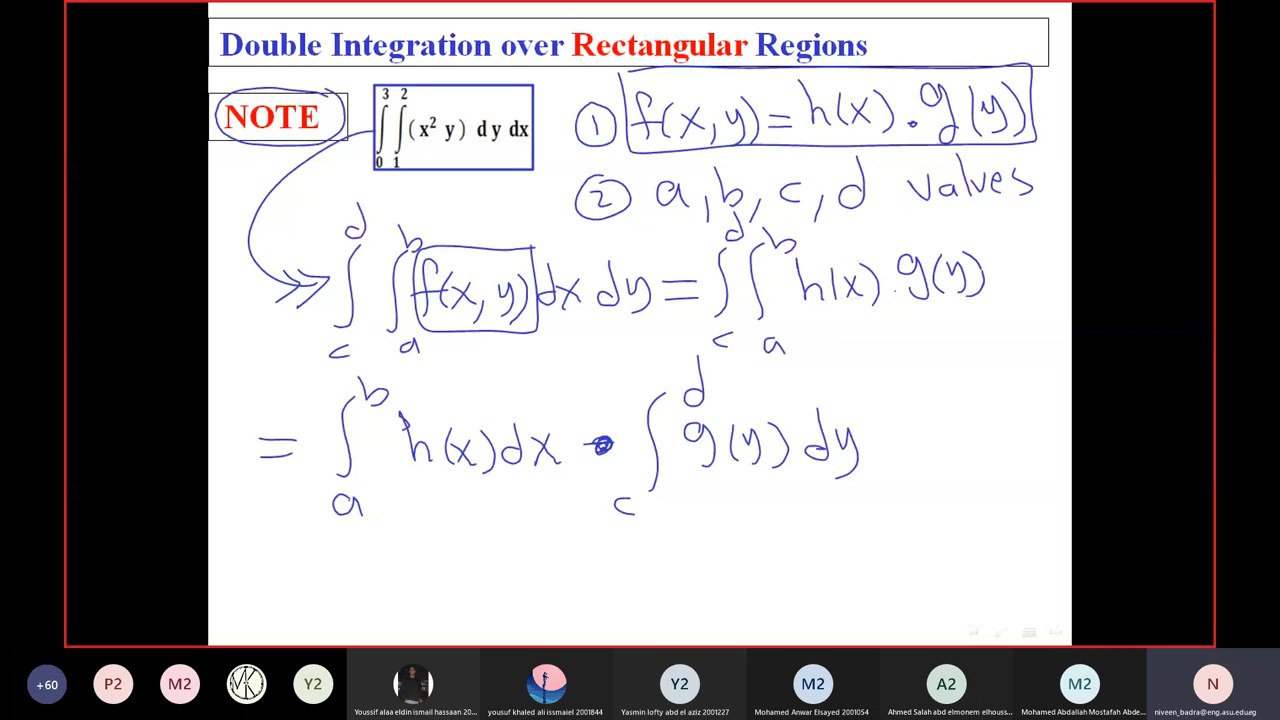 Double Integration over Rectangular Regions
NOTE
∫₀³ ∫₁² (x² y) dy dx
① f(x,y) = h(x) . g(y)
② a, b, c, d values
∫_c^d ∫_a^b f(x,y) dx dy = ∫_c^d ∫_a^b h(x) . g(y)
= ∫_a^b h(x) dx . ∫_c^d g(y) dy
+60
P2
M2
Y2
Y2
M2
A2
M2
N
Youssif alaa eldin ismail hassaan 20...
yousuf khaled ali issmaiel 2001844
Yasmin lofty abd el aziz 2001227
Mohamed Anwar Elsayed 2001054
Ahmed Salah abd elmonem elhouss...
Mohamed Abdallah Mostafah Abde...
niveen_badra@eng.asu.edu.eg